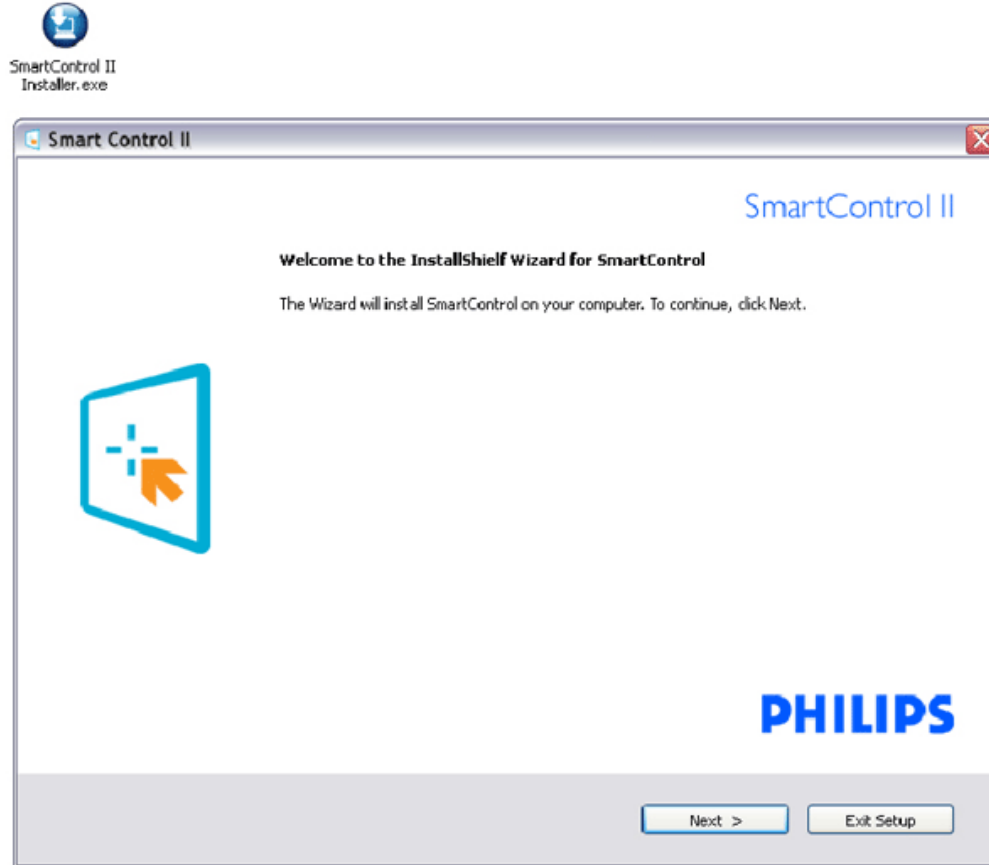 SmartControl II
Installer.exe
Smart Control II
SmartControl II
Welcome to the InstallShielf Wizard for SmartControl
The Wizard will install SmartControl on your computer. To continue, click Next.
PHILIPS
Next >
Exit Setup